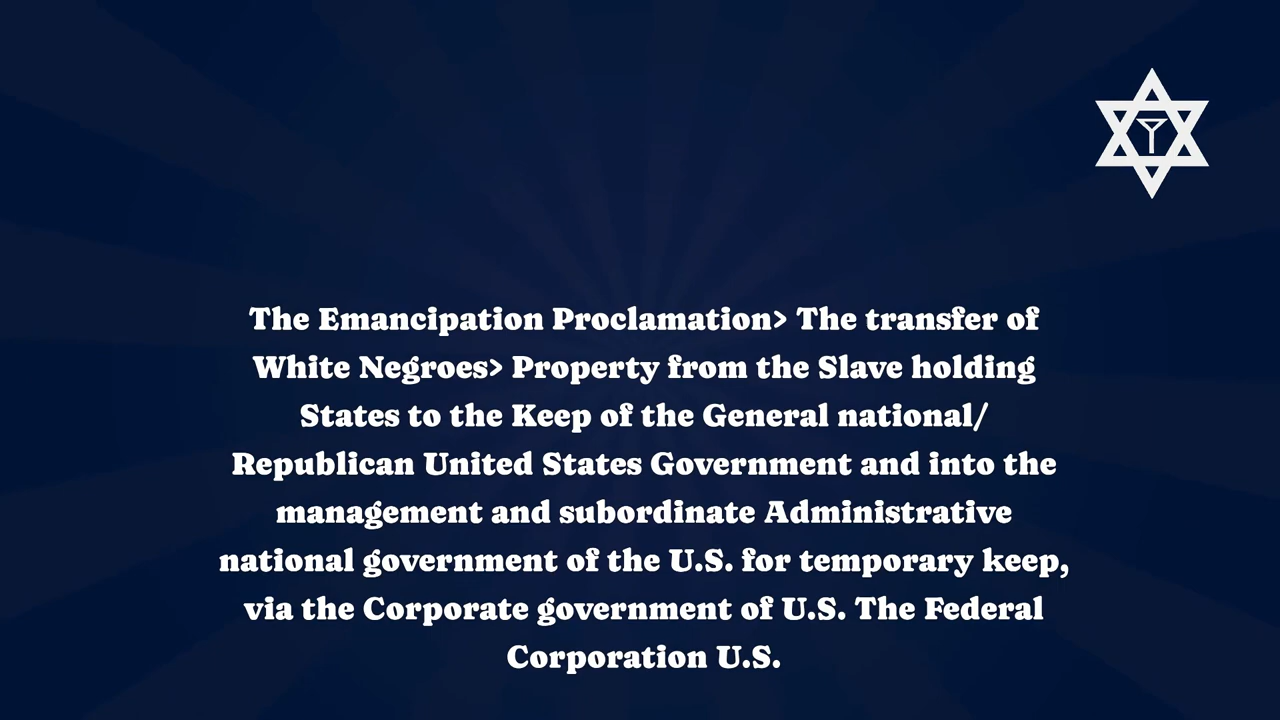 The Emancipation Proclamation> The transfer of
White Negroes> Property from the Slave holding
States to the Keep of the General national/
Republican United States Government and into the
management and subordinate Administrative
national government of the U.S. for temporary keep,
via the Corporate government of U.S. The Federal
Corporation U.S.